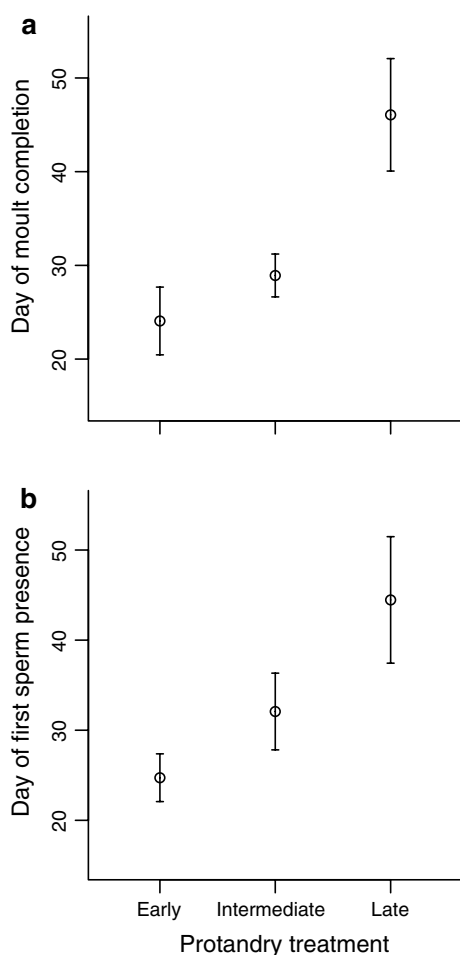 a
Day of moult completion
50
40
30
20
b
Day of first sperm presence
50
40
30
20
Early Intermediate Late
Protandry treatment